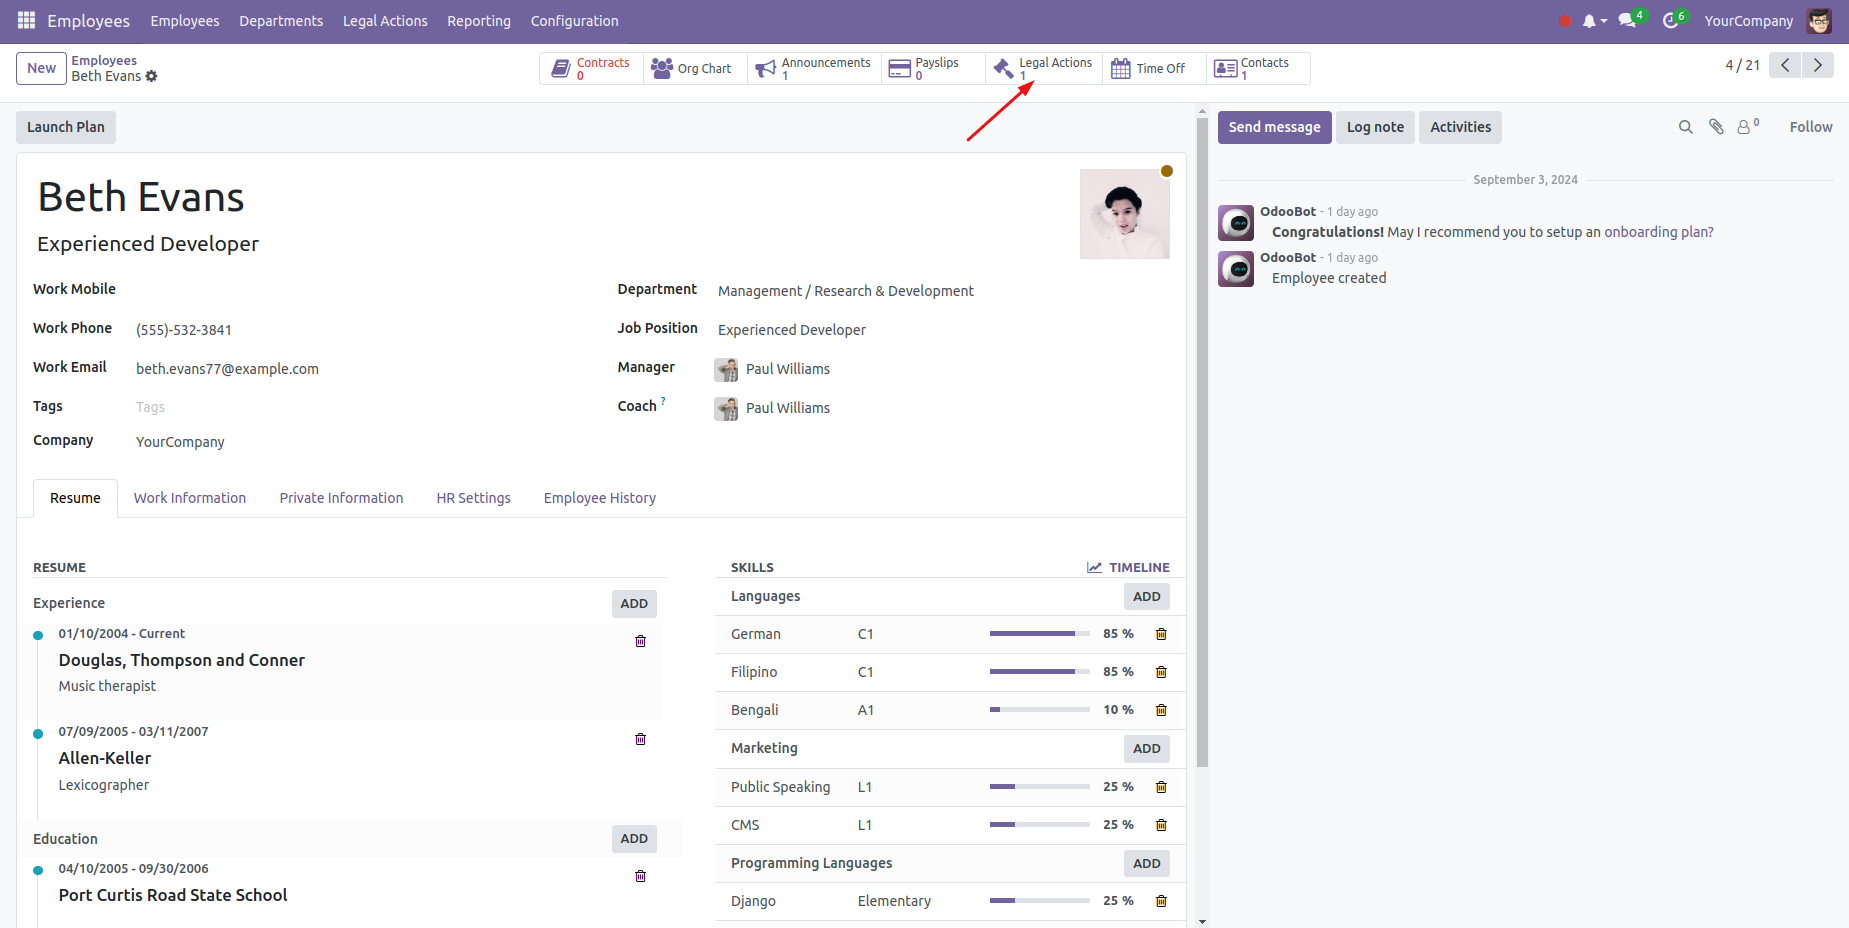 Employees Employees Departments Legal Actions Reporting Configuration 4 6 YourCompany
New Employees
Beth Evans
Contracts 0
Org Chart
Announcements 1
Payslips 0
Legal Actions 1
Time Off
Contacts 1
4 / 21
Launch Plan
Send message Log note Activities 0 Follow
Beth Evans
Experienced Developer
Work Mobile
Work Phone (555)-532-3841
Work Email beth.evans77@example.com
Tags Tags
Company YourCompany
Department Management / Research & Development
Job Position Experienced Developer
Manager Paul Williams
Coach ? Paul Williams
Resume Work Information Private Information HR Settings Employee History
RESUME
Experience ADD
01/10/2004 - Current
Douglas, Thompson and Conner
Music therapist
07/09/2005 - 03/11/2007
Allen-Keller
Lexicographer
Education ADD
04/10/2005 - 09/30/2006
Port Curtis Road State School
SKILLS TIMELINE
Languages ADD
German C1 85 %
Filipino C1 85 %
Bengali A1 10 %
Marketing ADD
Public Speaking L1 25 %
CMS L1 25 %
Programming Languages ADD
Django Elementary 25 %
September 3, 2024
OdooBot - 1 day ago
Congratulations! May I recommend you to setup an onboarding plan?
OdooBot - 1 day ago
Employee created